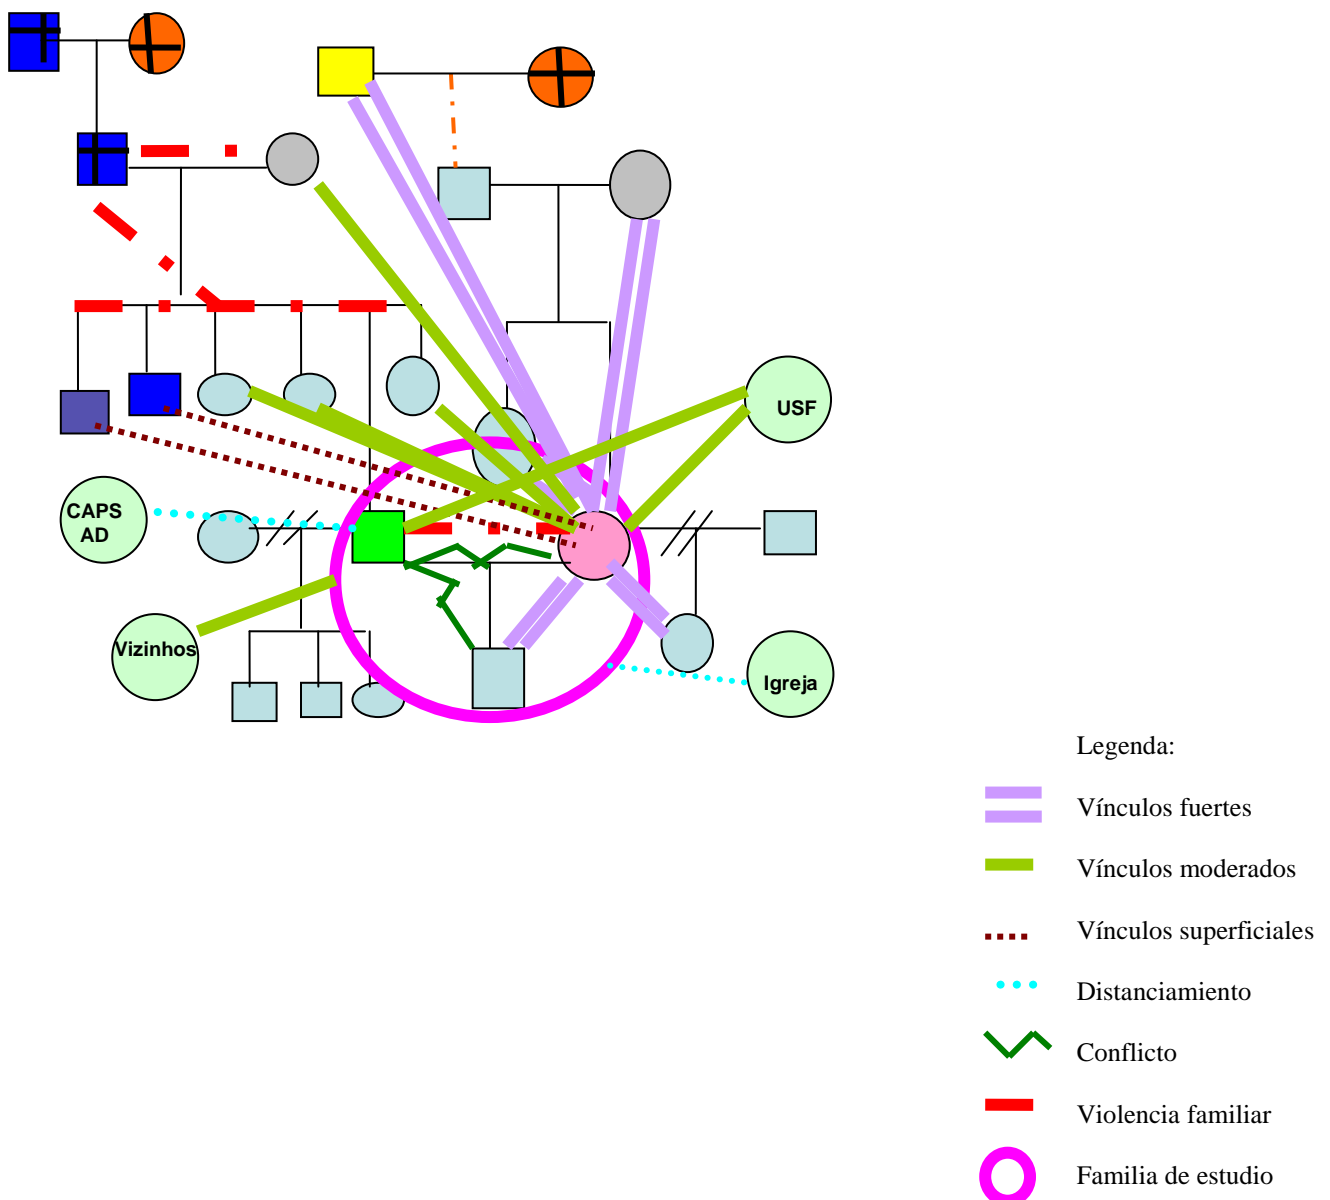 USF
CAPS
AD
Vizinhos
Igreja
Legenda:
Vínculos fuertes
Vínculos moderados
Vínculos superficiales
Distanciamiento
Conflicto
Violencia familiar
Familia de estudio